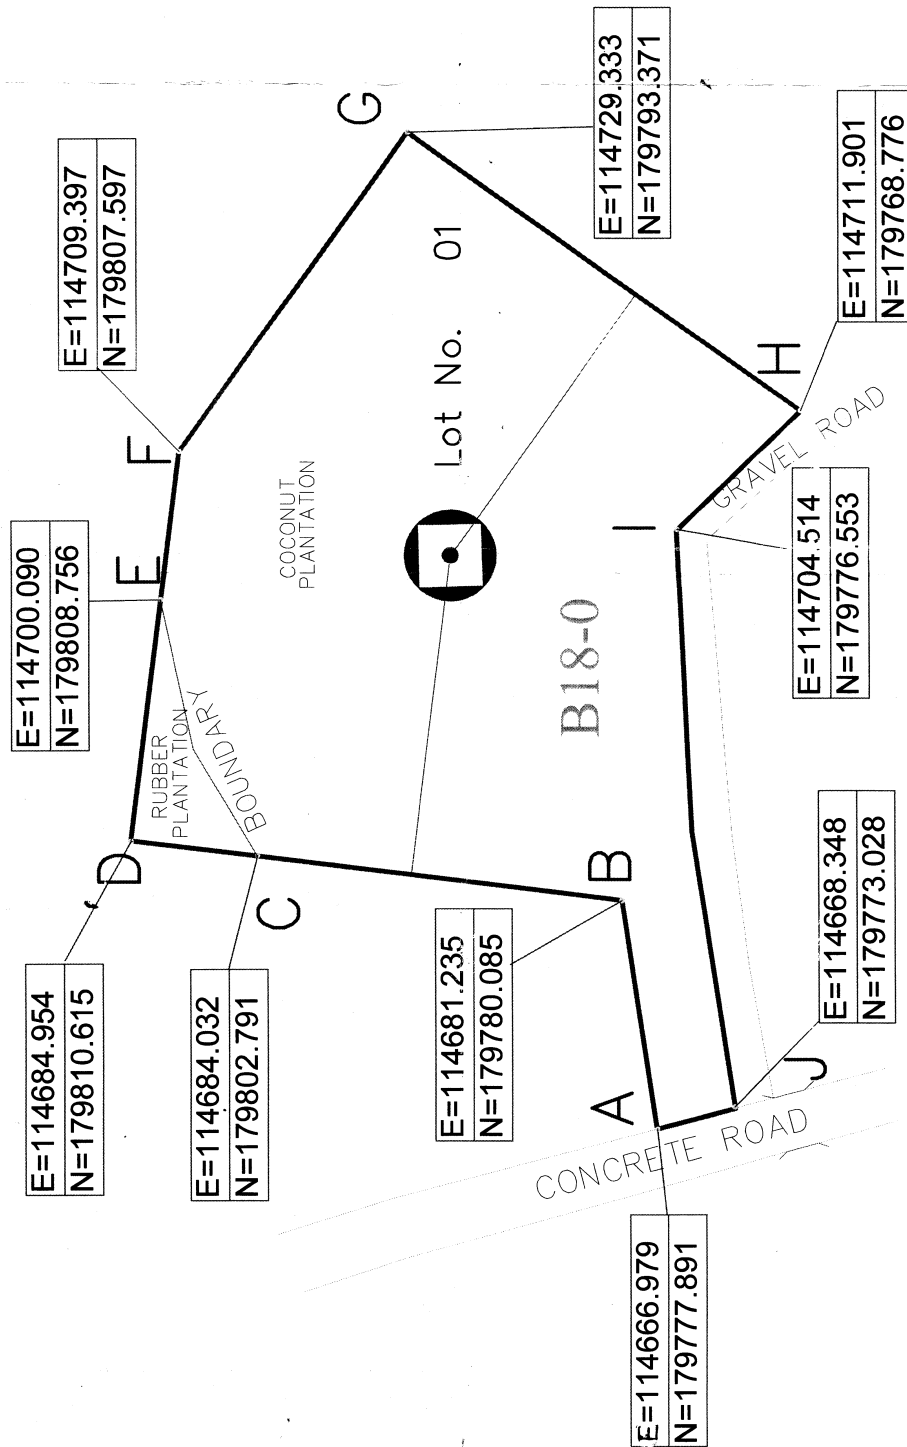 D
E=114684.954
N=179810.615
C
E=114684.032
N=179802.791
E
E=114700.090
N=179808.756
F
E=114709.397
N=179807.597
G
E=114729.333
N=179793.371
RUBBER
PLANTATION
BOUNDARY
COCONUT
PLANTATION
Lot No. 01
B18-0
B
E=114681.235
N=179780.085
A
E=114666.979
N=179777.891
CONCRETE ROAD
J
E=114668.348
N=179773.028
I
E=114704.514
N=179776.553
GRAVEL ROAD
H
E=114711.901
N=179768.776